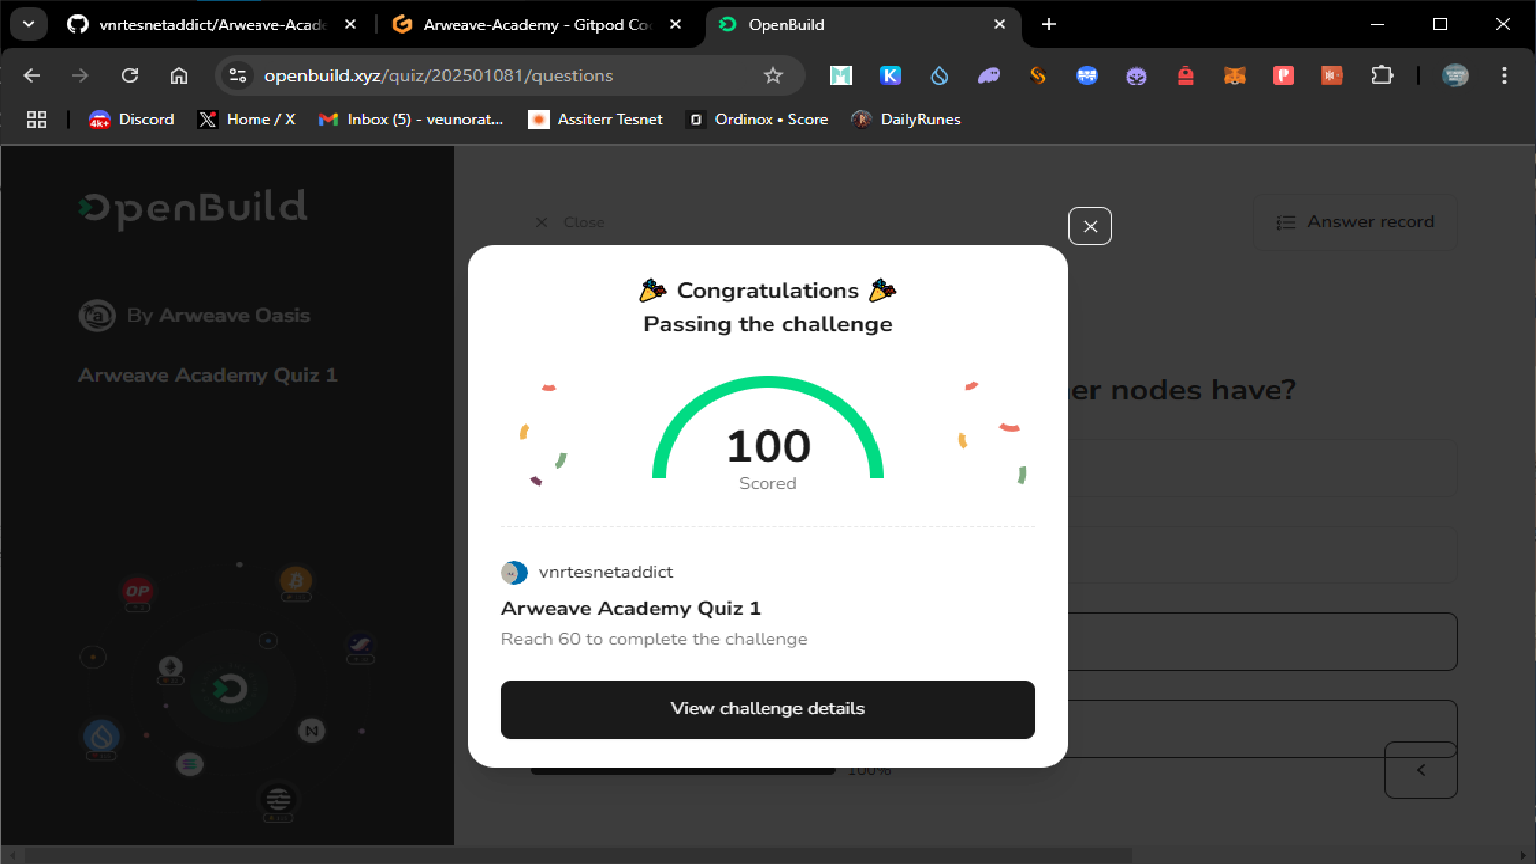 vnrtesnetaddict/Arweave-Acade
Arweave-Academy - Gitpod Co
OpenBuild
openbuild.xyz/quiz/202501081/questions
Discord
Home / X
Inbox (5) - veunorat...
Assiterr Tesnet
Ordinox • Score
DailyRunes
OpenBuild
Close
Answer record
By Arweave Oasis
Arweave Academy Quiz 1
er nodes have?
Congratulations
Passing the challenge
100
Scored
vnrtesnetaddict
Arweave Academy Quiz 1
Reach 60 to complete the challenge
View challenge details
100%
OP
4k+